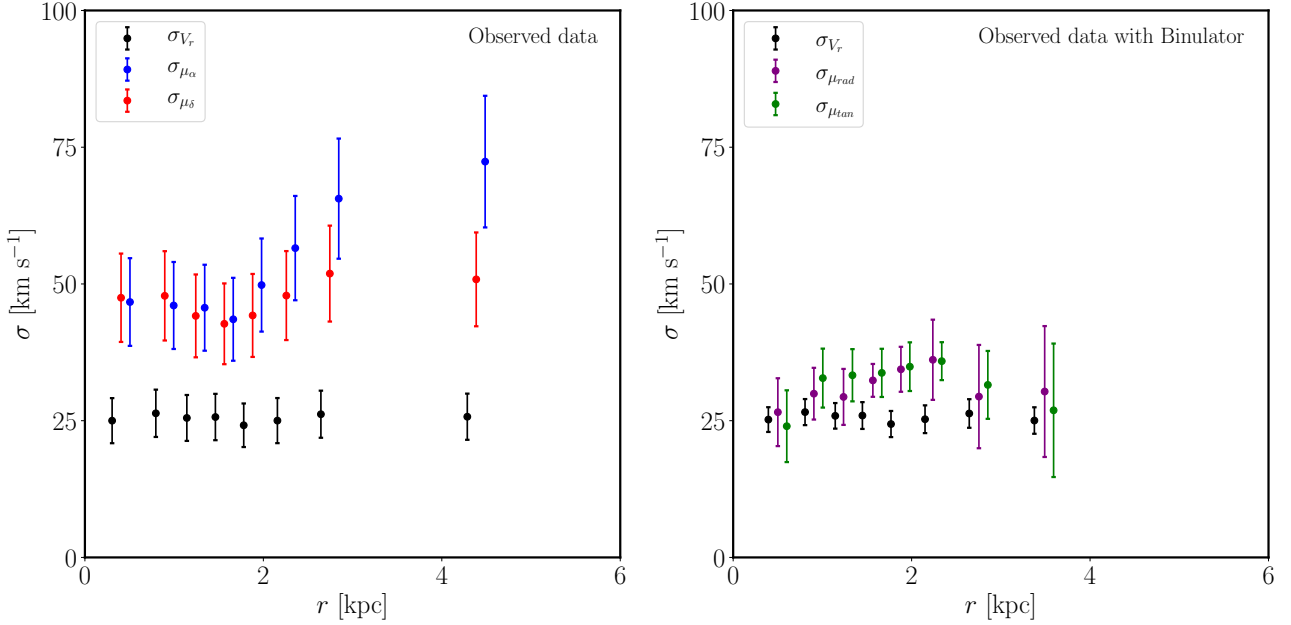 100
75
50
25
0
0
2
4
6
σ [km s⁻¹]
r [kpc]
σ_{V_r}
σ_{μ_α}
σ_{μ_δ}
Observed data
100
75
50
25
0
0
2
4
6
σ [km s⁻¹]
r [kpc]
σ_{V_r}
σ_{μ_{rad}}
σ_{μ_{tan}}
Observed data with Binulator